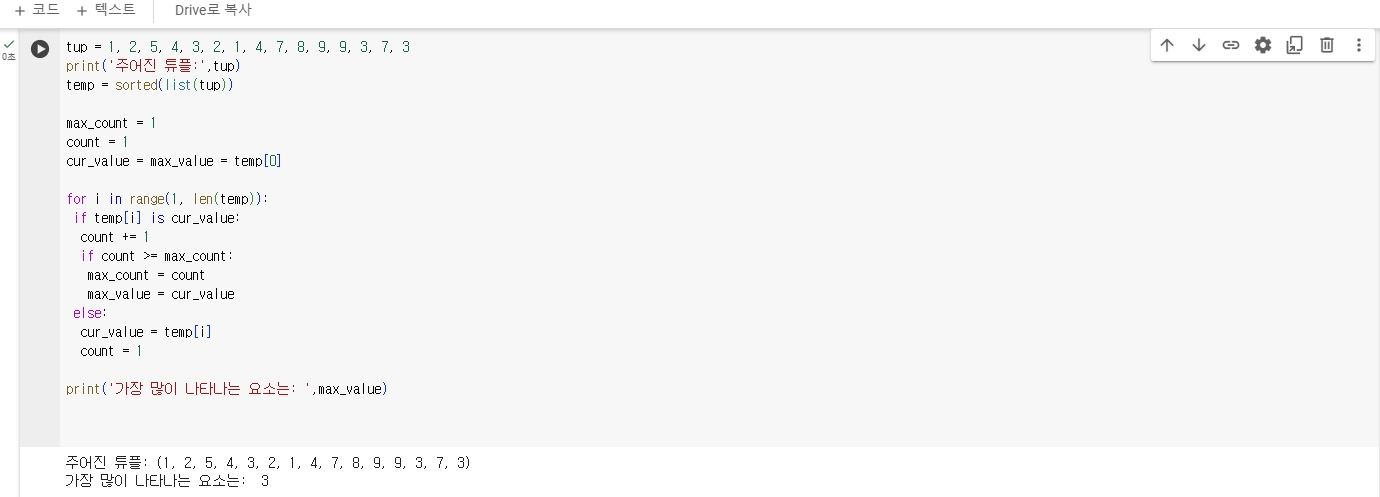 + 코드 + 텍스트 Drive로 복사
0초
tup = 1, 2, 5, 4, 3, 2, 1, 4, 7, 8, 9, 9, 3, 7, 3
print('주어진 튜플:',tup)
temp = sorted(list(tup))
max_count = 1
count = 1
cur_value = max_value = temp[0]
for i in range(1, len(temp)):
 if temp[i] is cur_value:
  count += 1
  if count >= max_count:
   max_count = count
   max_value = cur_value
 else:
  cur_value = temp[i]
  count = 1
print('가장 많이 나타나는 요소는: ',max_value)
주어진 튜플: (1, 2, 5, 4, 3, 2, 1, 4, 7, 8, 9, 9, 3, 7, 3)
가장 많이 나타나는 요소는:  3